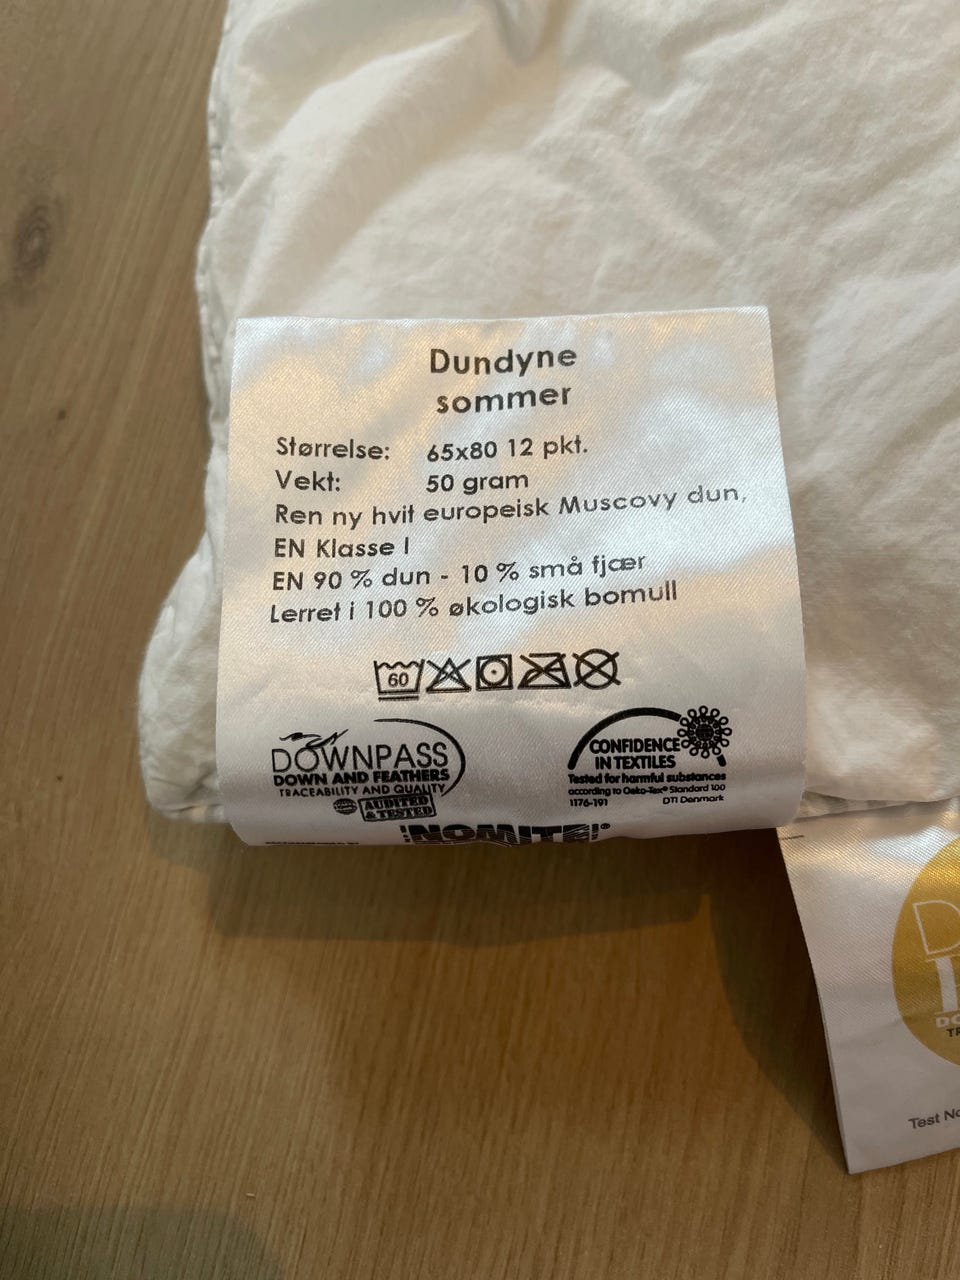 Dundyne
sommer
Størrelse: 65x80 12 pkt.
Vekt: 50 gram
Ren ny hvit europeisk Muscovy dun,
EN Klasse I
EN 90 % dun - 10 % små fjær
Lerret i 100 % økologisk bomull
60
DOWNPASS
DOWN AND FEATHERS
TRACEABILITY AND QUALITY
AUDITED
& TESTED
CONFIDENCE
IN TEXTILES
Tested for harmful substances
according to Oeko-Tex® Standard 100
1176-191 DTI Denmark
NOMITE®
Test No